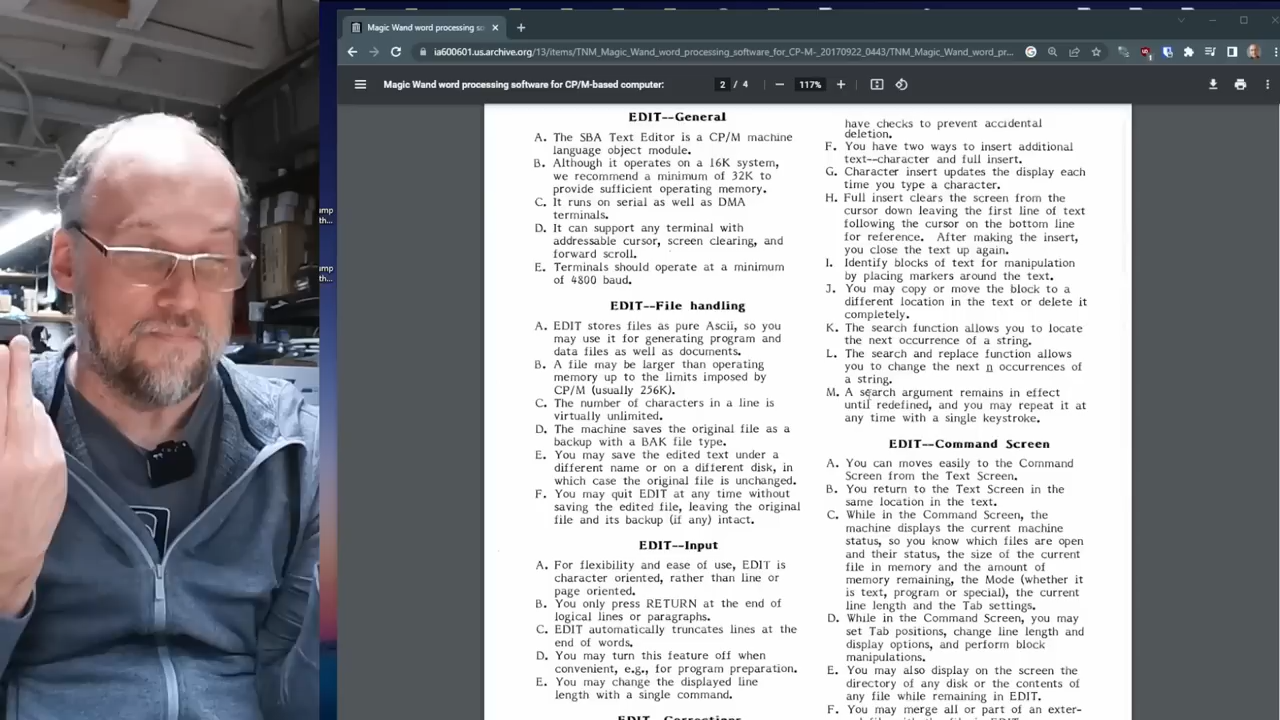 Magic Wand word processing so
ia600601.us.archive.org/13/items/TNM_Magic_Wand_word_processing_software_for_CP-M-_20170922_0443/TNM_Magic_Wand_word_pr...
Magic Wand word processing software for CP/M-based computer:
2 / 4
117%
EDIT--General
A. The SBA Text Editor is a CP/M machine
language object module.
B. Although it operates on a 16K system,
we recommend a minimum of 32K to
provide sufficient operating memory.
C. It runs on serial as well as DMA
terminals.
D. It can support any terminal with
addressable cursor, screen clearing, and
forward scroll.
E. Terminals should operate at a minimum
of 4800 baud.
EDIT--File handling
A. EDIT stores files as pure Ascii, so you
may use it for generating program and
data files as well as documents.
B. A file may be larger than operating
memory up to the limits imposed by
CP/M (usually 256K).
C. The number of characters in a line is
virtually unlimited.
D. The machine saves the original file as a
backup with a BAK file type.
E. You may save the edited text under a
different name or on a different disk, in
which case the original file is unchanged.
F. You may quit EDIT at any time without
saving the edited file, leaving the original
file and its backup (if any) intact.
EDIT--Input
A. For flexibility and ease of use, EDIT is
character oriented, rather than line or
page oriented.
B. You only press RETURN at the end of
logical lines or paragraphs.
C. EDIT automatically truncates lines at the
end of words.
D. You may turn this feature off when
convenient, e.g., for program preparation.
E. You may change the displayed line
length with a single command.
EDIT--Corrections
have checks to prevent accidental
deletion.
F. You have two ways to insert additional
text--character and full insert.
G. Character insert updates the display each
time you type a character.
H. Full insert clears the screen from the
cursor down leaving the first line of text
following the cursor on the bottom line
for reference. After making the insert,
you close the text up again.
I. Identify blocks of text for manipulation
by placing markers around the text.
J. You may copy or move the block to a
different location in the text or delete it
completely.
K. The search function allows you to locate
the next occurrence of a string.
L. The search and replace function allows
you to change the next n occurrences of
a string.
M. A search argument remains in effect
until redefined, and you may repeat it at
any time with a single keystroke.
EDIT--Command Screen
A. You can moves easily to the Command
Screen from the Text Screen.
B. You return to the Text Screen in the
same location in the text.
C. While in the Command Screen, the
machine displays the current machine
status, so you know which files are open
and their status, the size of the current
file in memory and the amount of
memory remaining, the Mode (whether it
is text, program or special), the current
line length and the Tab settings.
D. While in the Command Screen, you may
set Tab positions, change line length and
display options, and perform block
manipulations.
E. You may also display on the screen the
directory of any disk or the contents of
any file while remaining in EDIT.
F. You may merge all or part of an exter-